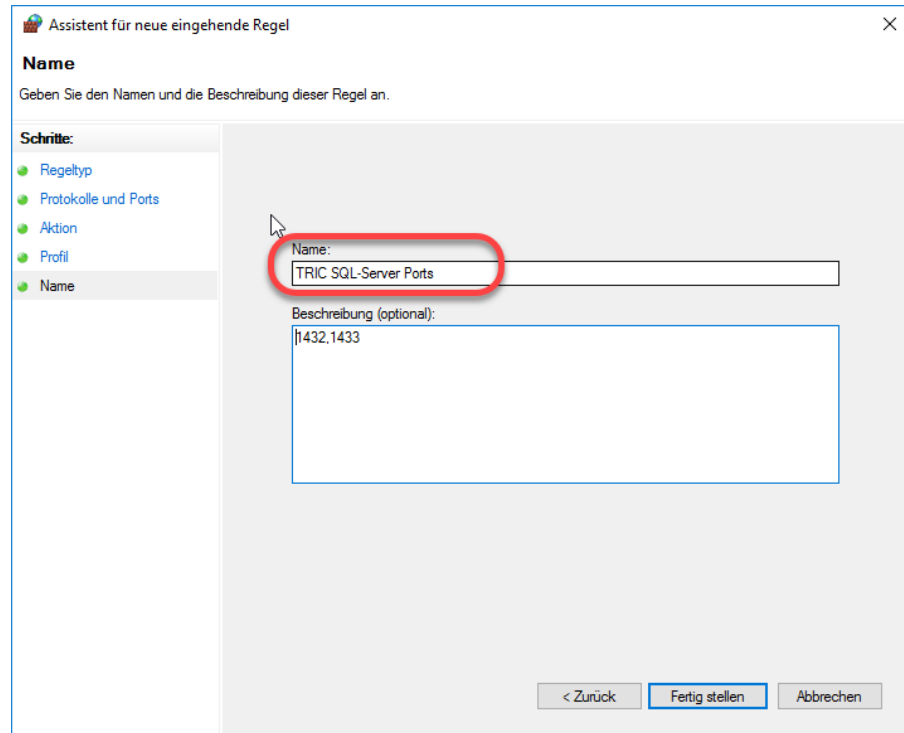 Assistent für neue eingehende Regel
Name
Geben Sie den Namen und die Beschreibung dieser Regel an.
Schritte:
Regeltyp
Protokolle und Ports
Aktion
Profil
Name
Name:
TRIC SQL-Server Ports
Beschreibung (optional):
1432,1433
< Zurück Fertig stellen Abbrechen